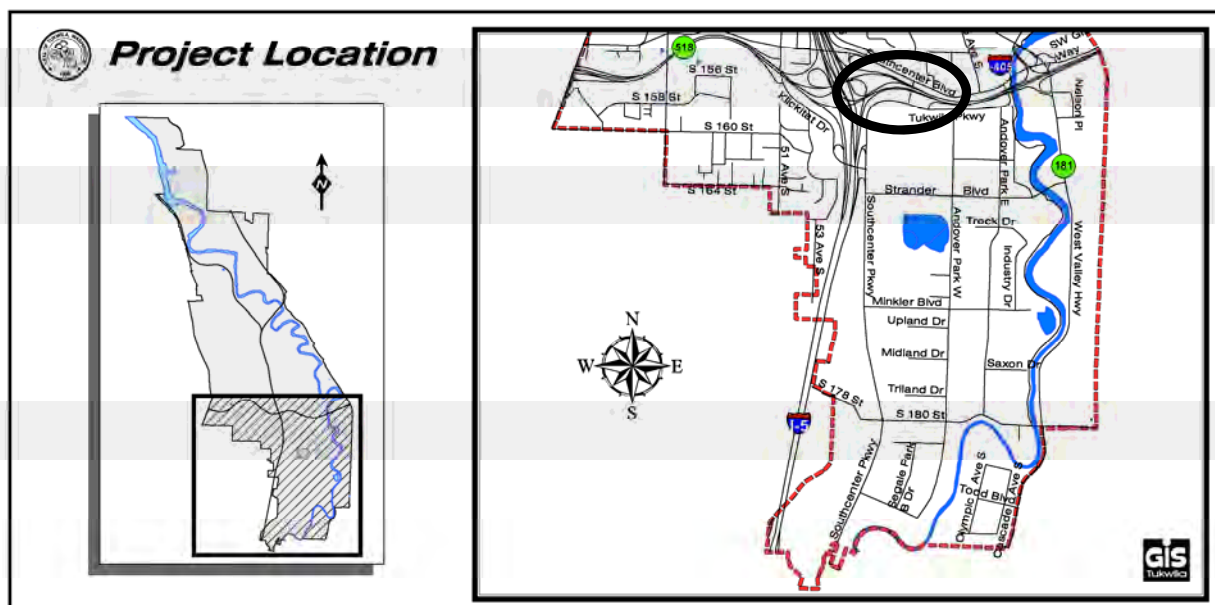 Project Location
N
518
S 156 St
S 158 St
Klickitat Dr
Southcenter Blvd
I-405
SW Gr
Way
Nelson Pl
Tukwila Pkwy
S 160 St
51 Ave S
Andover Park E
181
S 164 St
Strander Blvd
Southcenter Pkwy
Andover Park W
Treck Dr
53 Ave S
Industry Dr
West Valley Hwy
Minkler Blvd
Upland Dr
N
W E
S
Midland Dr
Saxon Dr
S 178 St
Triland Dr
I-5
S 180 St
Southcenter Pkwy
Segale Park
B Dr
Olympic Ave S
Todd Blvd
Cascade Ave S
GIS
Tukwila